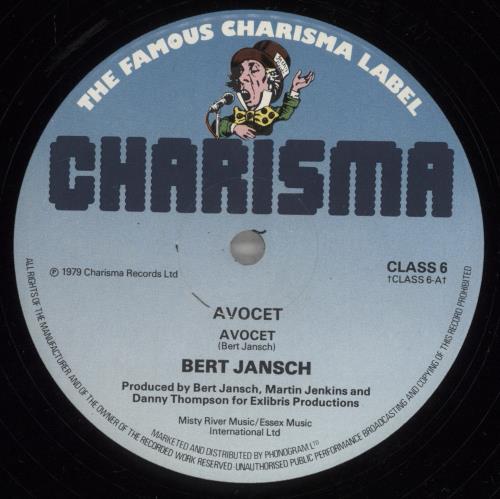 THE FAMOUS CHARISMA LABEL
CHARISMA
℗ 1979 Charisma Records Ltd
CLASS 6
†CLASS 6-A†
AVOCET
AVOCET
(Bert Jansch)
BERT JANSCH
Produced by Bert Jansch, Martin Jenkins and
Danny Thompson for Exlibris Productions
Misty River Music/Essex Music
International Ltd
MARKETED AND DISTRIBUTED BY PHONOGRAM LTD
ALL RIGHTS OF THE MANUFACTURER AND OF THE OWNER OF THE RECORDED WORK RESERVED-UNAUTHORISED PUBLIC PERFORMANCE BROADCASTING AND COPYING OF THIS RECORD PROHIBITED